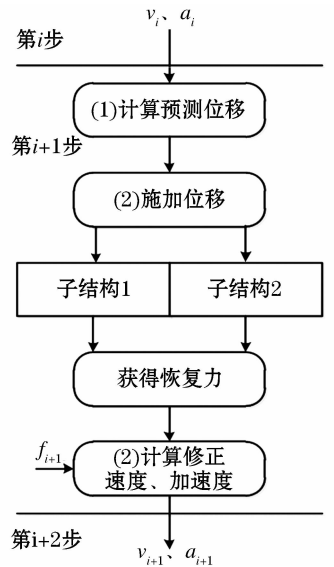 vᵢ、aᵢ
第i步
(1)计算预测位移
第i+1步
(2)施加位移
子结构1 子结构2
获得恢复力
fᵢ₊₁
(2)计算修正
速度、加速度
第i+2步
vᵢ₊₁、aᵢ₊₁